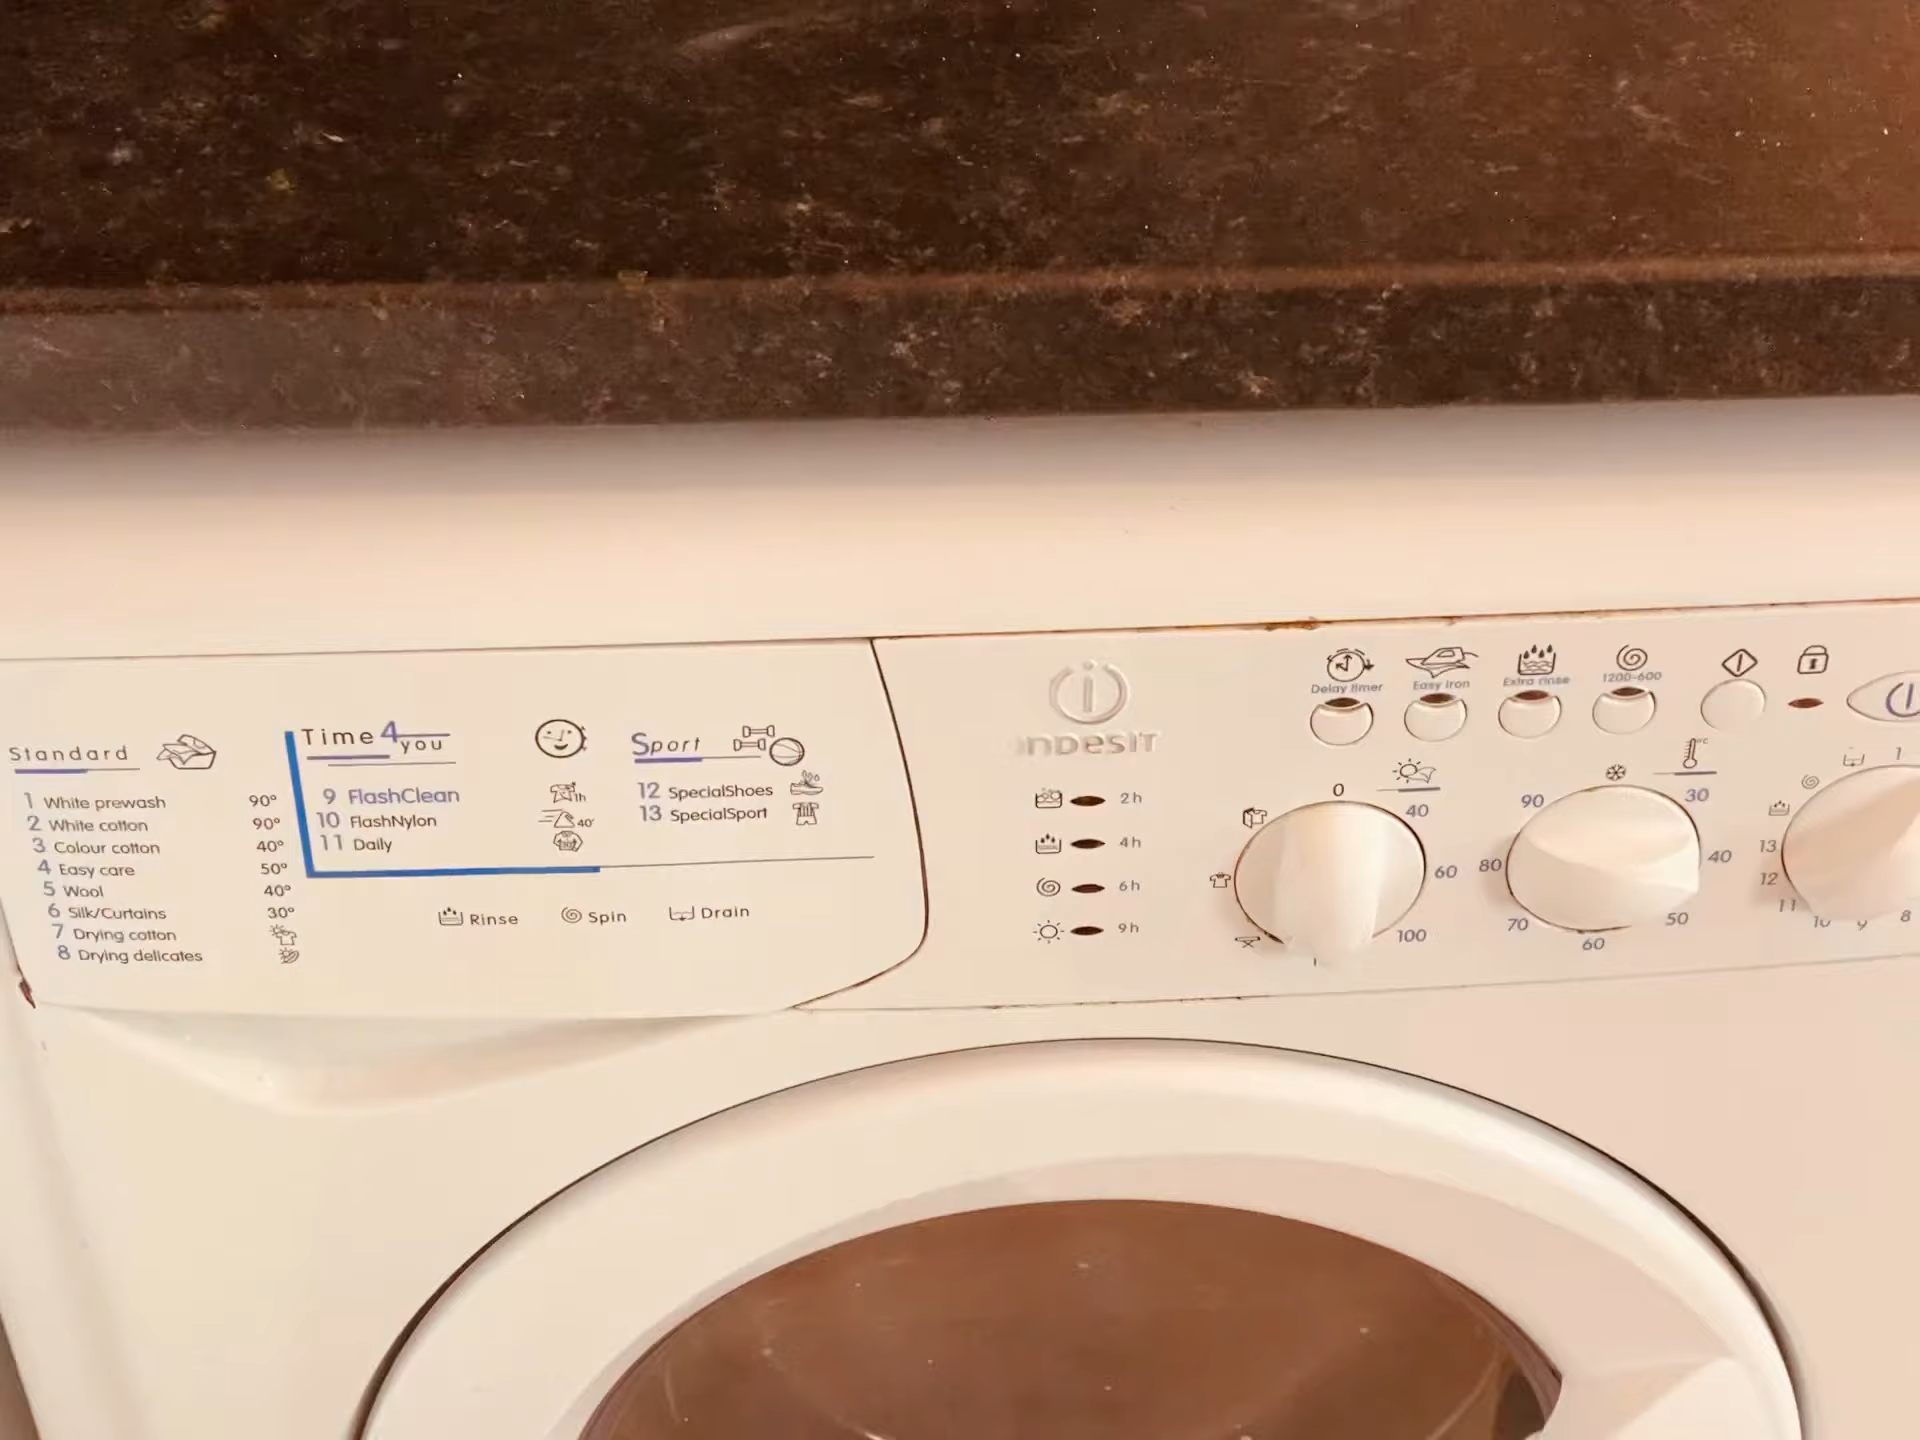 Standard
1 White prewash 90°
2 White cotton 90°
3 Colour cotton 40°
4 Easy care 50°
5 Wool 40°
6 Silk/Curtains 30°
7 Drying cotton
8 Drying delicates
Time 4 you
9 FlashClean 1h
10 FlashNylon 40'
11 Daily
Sport
12 SpecialShoes
13 SpecialSport
Rinse Spin Drain
INDESIT
2h
4h
6h
9h
Delay timer Easy iron Extra rinse 1200-600
0
40
60
100
30
40
50
60
70
80
90
1
8
9
10
11
12
13